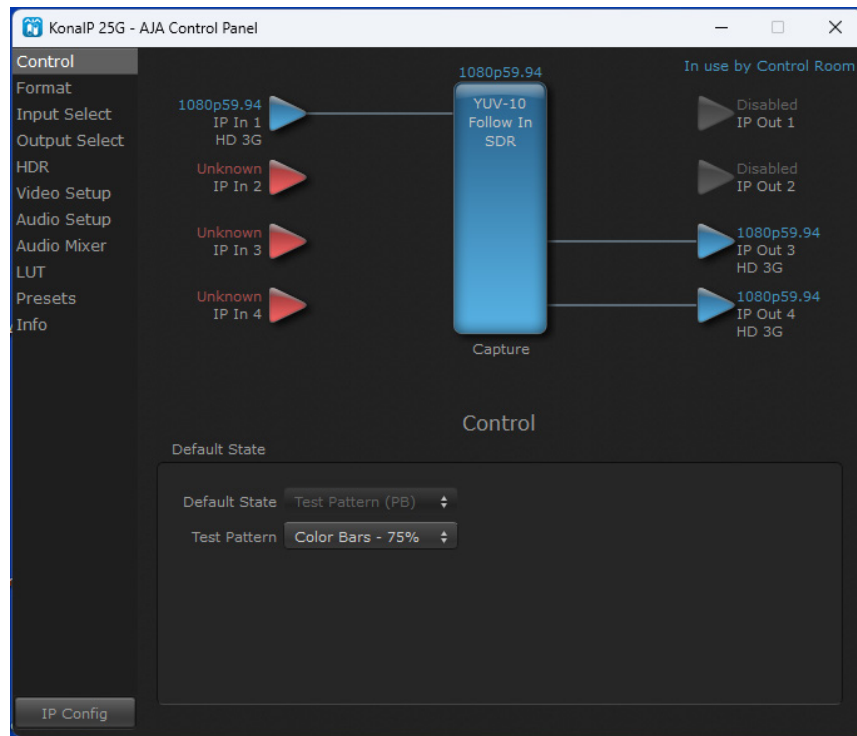 KonaIP 25G - AJA Control Panel
Control
Format
Input Select
Output Select
HDR
Video Setup
Audio Setup
Audio Mixer
LUT
Presets
Info
IP Config
1080p59.94
IP In 1
HD 3G
Unknown
IP In 2
Unknown
IP In 3
Unknown
IP In 4
1080p59.94
YUV-10
Follow In
SDR
Capture
In use by Control Room
Disabled
IP Out 1
Disabled
IP Out 2
1080p59.94
IP Out 3
HD 3G
1080p59.94
IP Out 4
HD 3G
Control
Default State
Default State Test Pattern (PB)
Test Pattern Color Bars - 75%